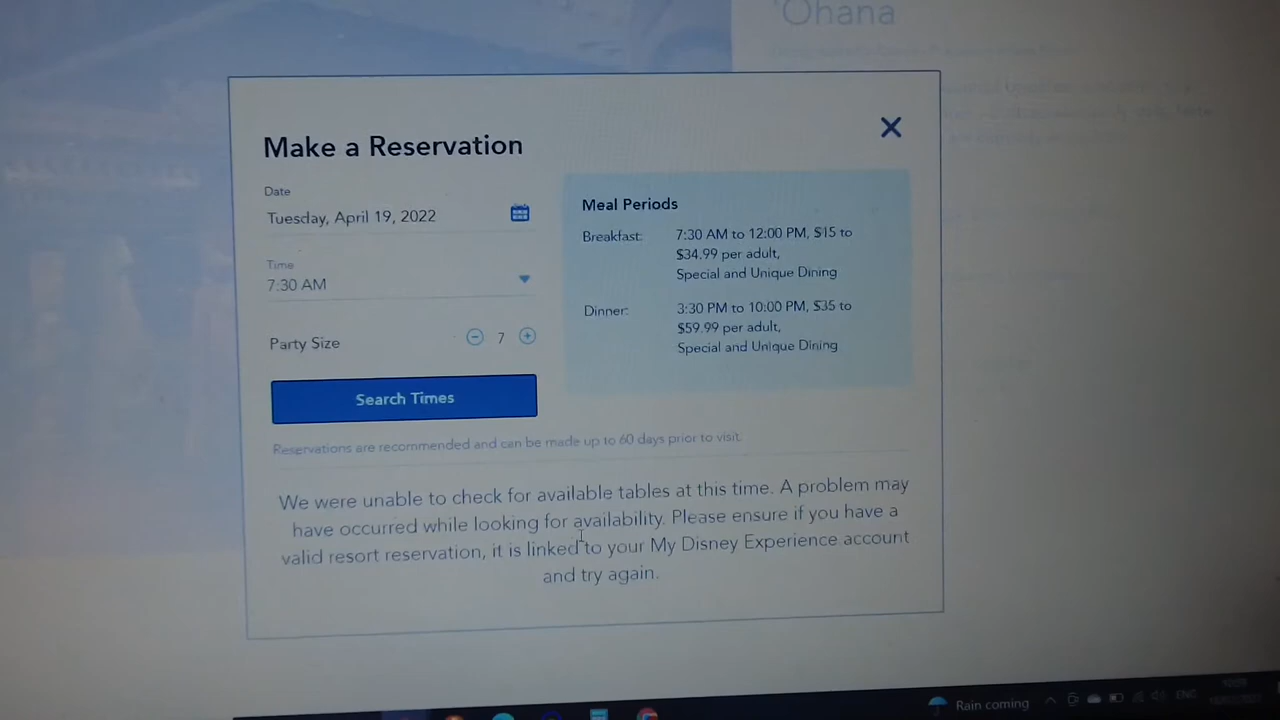 'Ohana
Make a Reservation
Date
Tuesday, April 19, 2022
Time
7:30 AM
Party Size
7
Search Times
Meal Periods
Breakfast: 7:30 AM to 12:00 PM, $15 to
$34.99 per adult,
Special and Unique Dining
Dinner: 3:30 PM to 10:00 PM, $35 to
$59.99 per adult,
Special and Unique Dining
Reservations are recommended and can be made up to 60 days prior to visit.
We were unable to check for available tables at this time. A problem may
have occurred while looking for availability. Please ensure if you have a
valid resort reservation, it is linked to your My Disney Experience account
and try again.
Rain coming
ENG